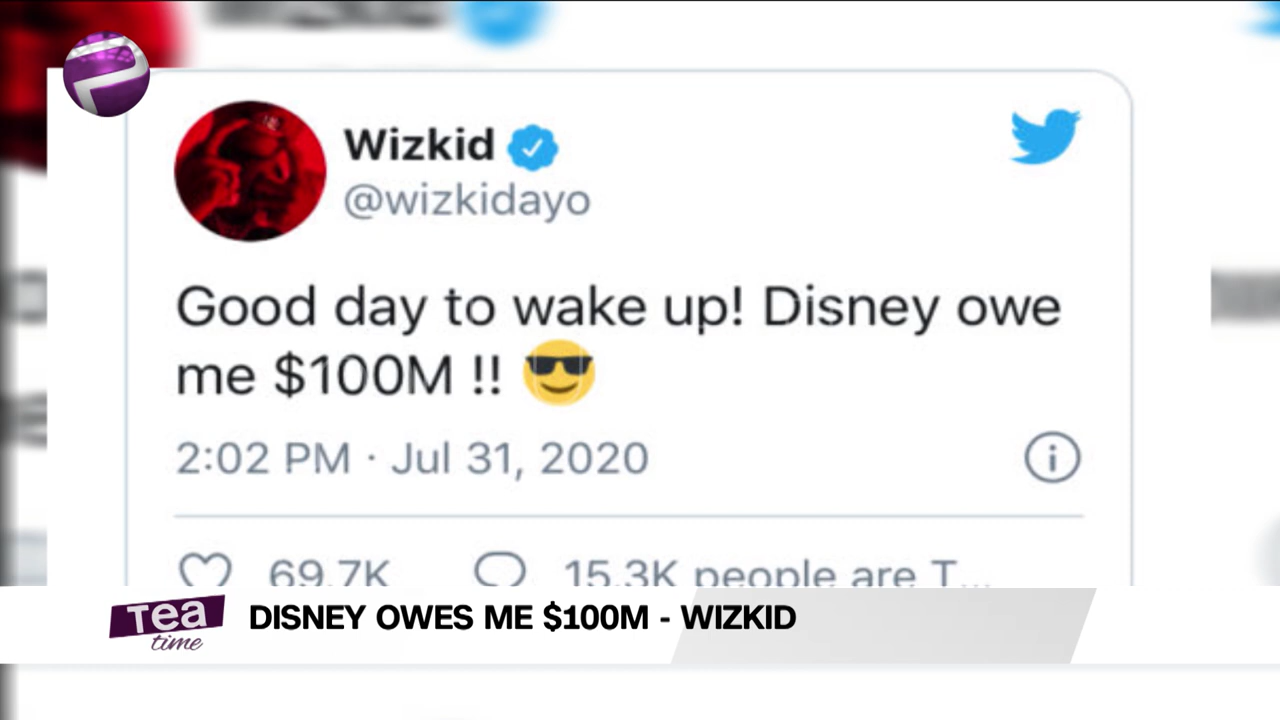 Wizkid
@wizkidayo
Good day to wake up! Disney owe
me $100M !! 😎
2:02 PM · Jul 31, 2020
69.7K 15.3K people are T...
Tea
time
DISNEY OWES ME $100M - WIZKID